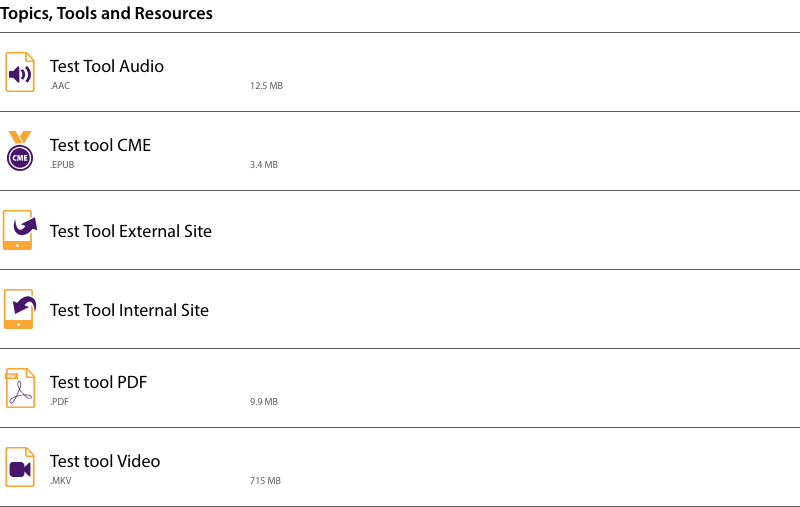 Topics, Tools and Resources
Test Tool Audio
.AAC 12.5 MB
Test tool CME
CME
.EPUB 3.4 MB
Test Tool External Site
Test Tool Internal Site
PDF
Test tool PDF
.PDF 9.9 MB
Test tool Video
.MKV 715 MB